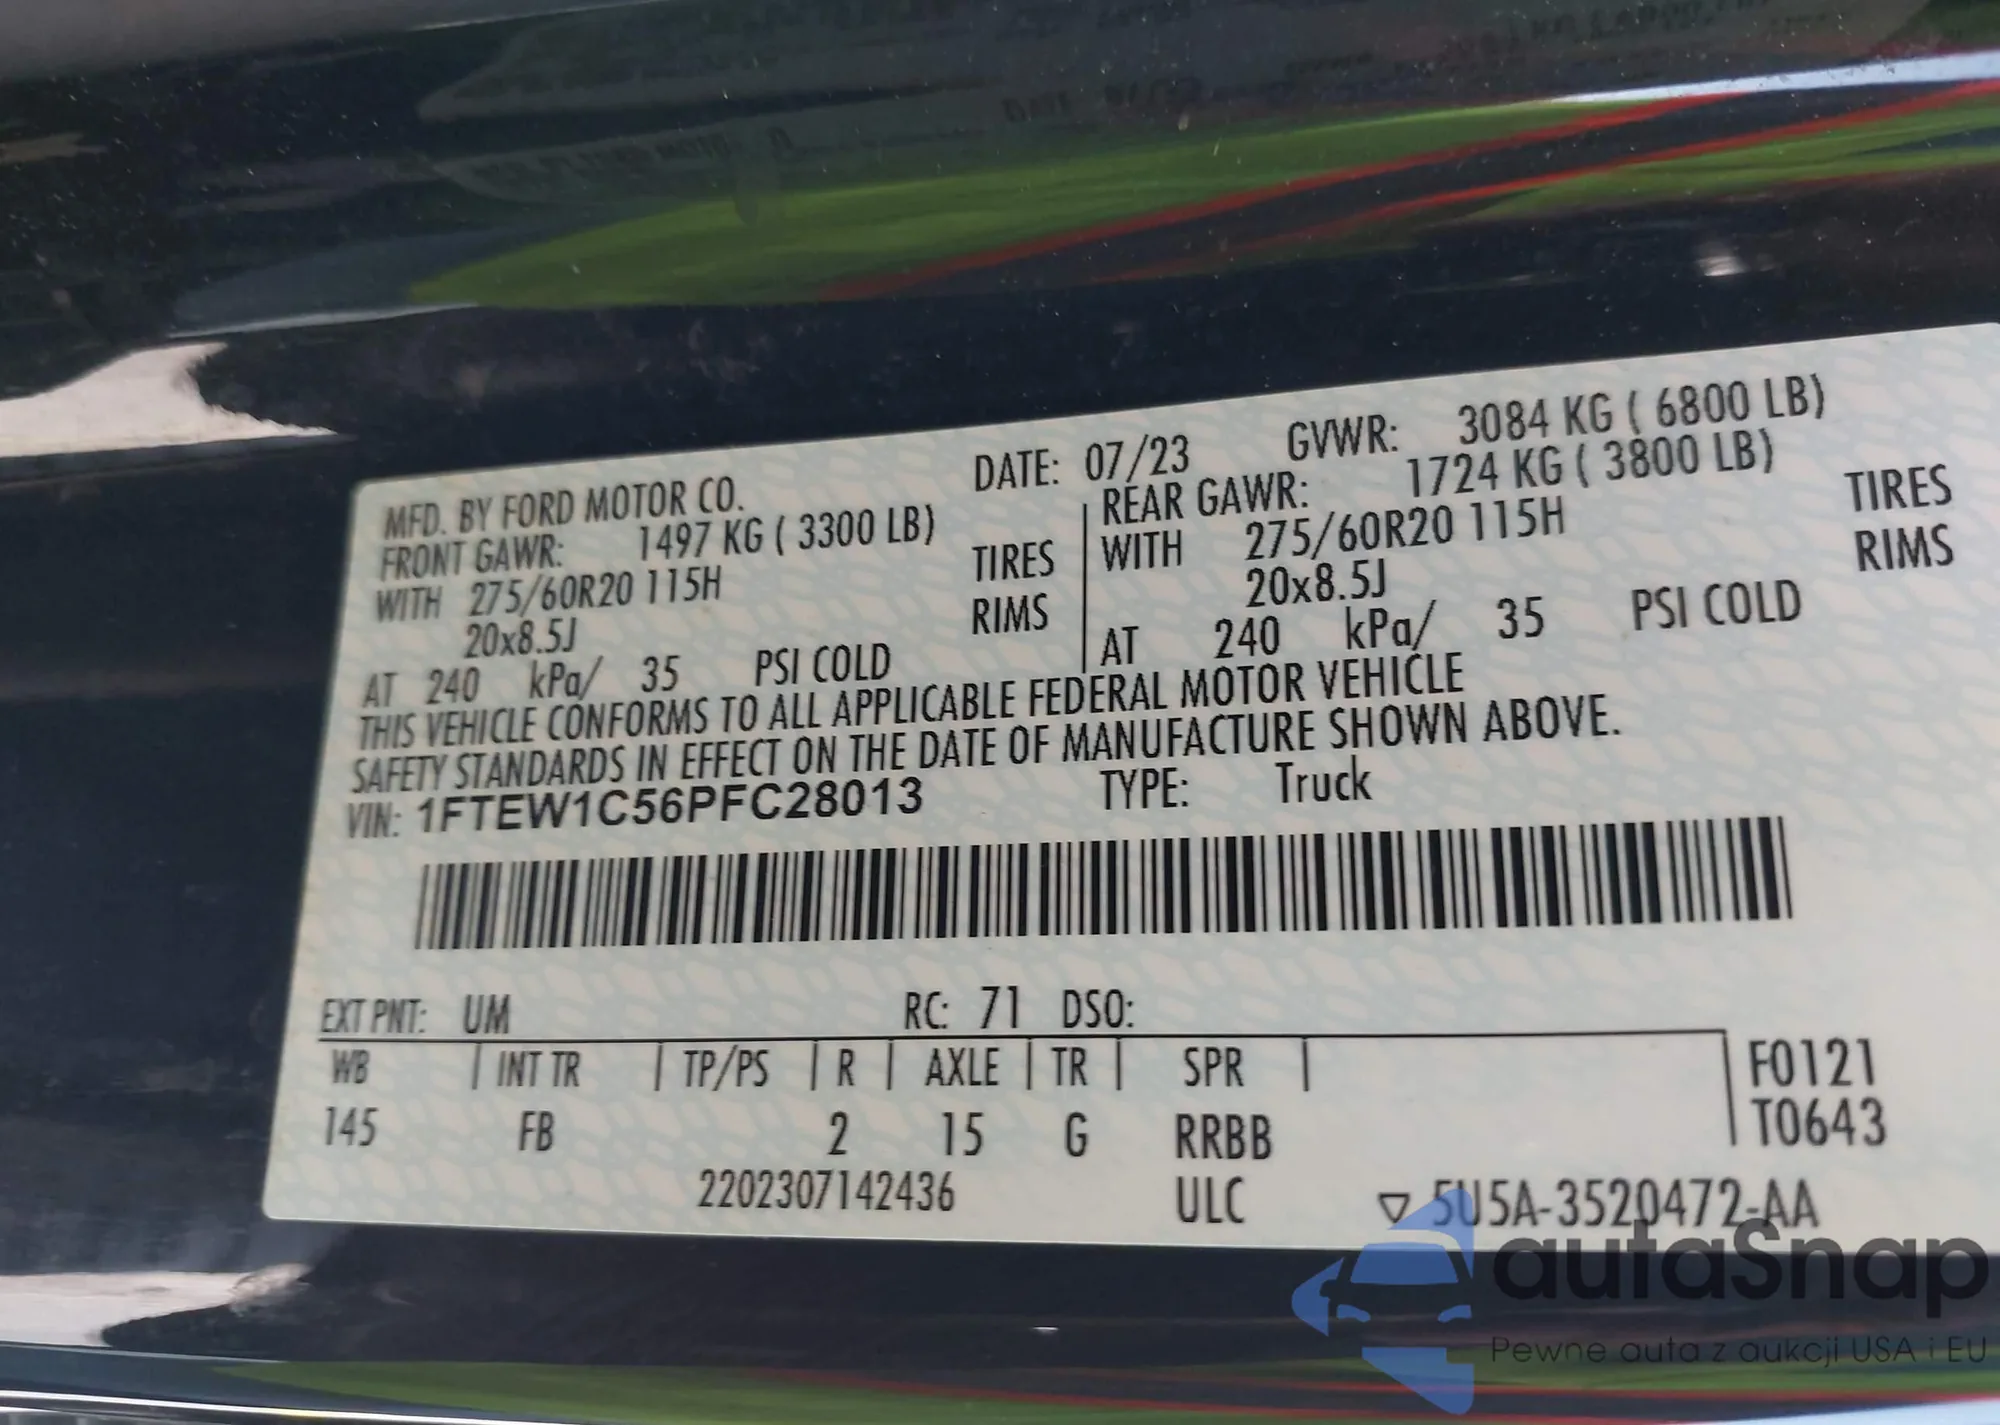 MFD. BY FORD MOTOR CO. DATE: 07/23 GVWR: 3084 KG ( 6800 LB)
FRONT GAWR: 1497 KG ( 3300 LB) REAR GAWR: 1724 KG ( 3800 LB)
WITH 275/60R20 115H TIRES WITH 275/60R20 115H TIRES
20x8.5J RIMS 20x8.5J RIMS
AT 240 kPa/ 35 PSI COLD AT 240 kPa/ 35 PSI COLD
THIS VEHICLE CONFORMS TO ALL APPLICABLE FEDERAL MOTOR VEHICLE
SAFETY STANDARDS IN EFFECT ON THE DATE OF MANUFACTURE SHOWN ABOVE.
VIN: 1FTEW1C56PFC28013 TYPE: Truck
EXT PNT: UM RC: 71 DSO:
WB INT TR TP/PS R AXLE TR SPR F0121
145 FB 2 15 G RRBB T0643
2202307142436 ULC ▽ 5U5A-3520472-AA
autaSnap
Pewne auta z aukcji USA i EU